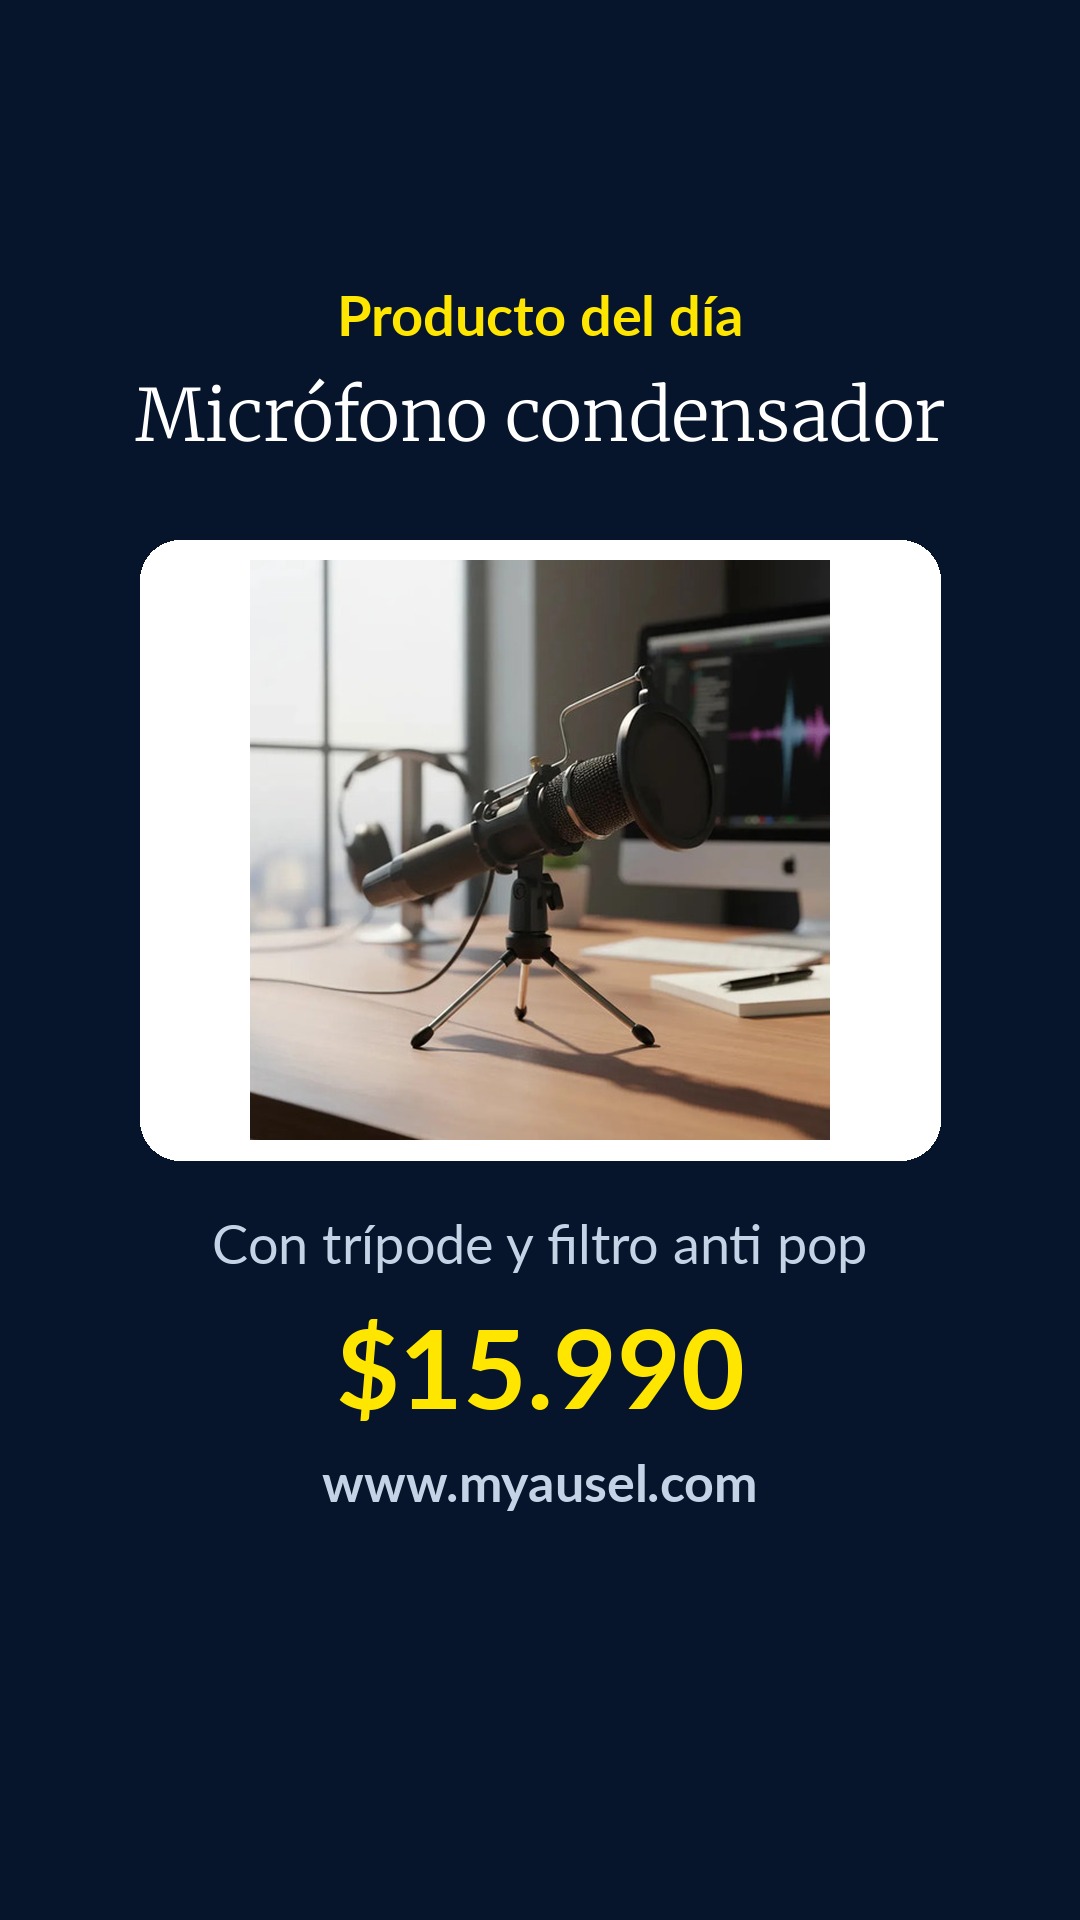 Producto del día
Micrófono condensador
Con trípode y filtro anti pop
$15.990
www.myausel.com